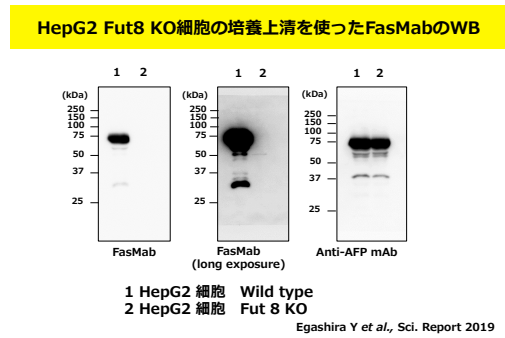 HepG2 Fut8 KO細胞の培養上清を使ったFasMabのWB
1 2
(kDa)
250
150
100
75
50
37
25
FasMab
1 2
(kDa)
250
150
100
75
50
37
25
FasMab
(long exposure)
1 2
(kDa)
250
150
100
75
50
37
25
Anti-AFP mAb
1 HepG2 細胞 Wild type
2 HepG2 細胞 Fut 8 KO
Egashira Y et al., Sci. Report 2019